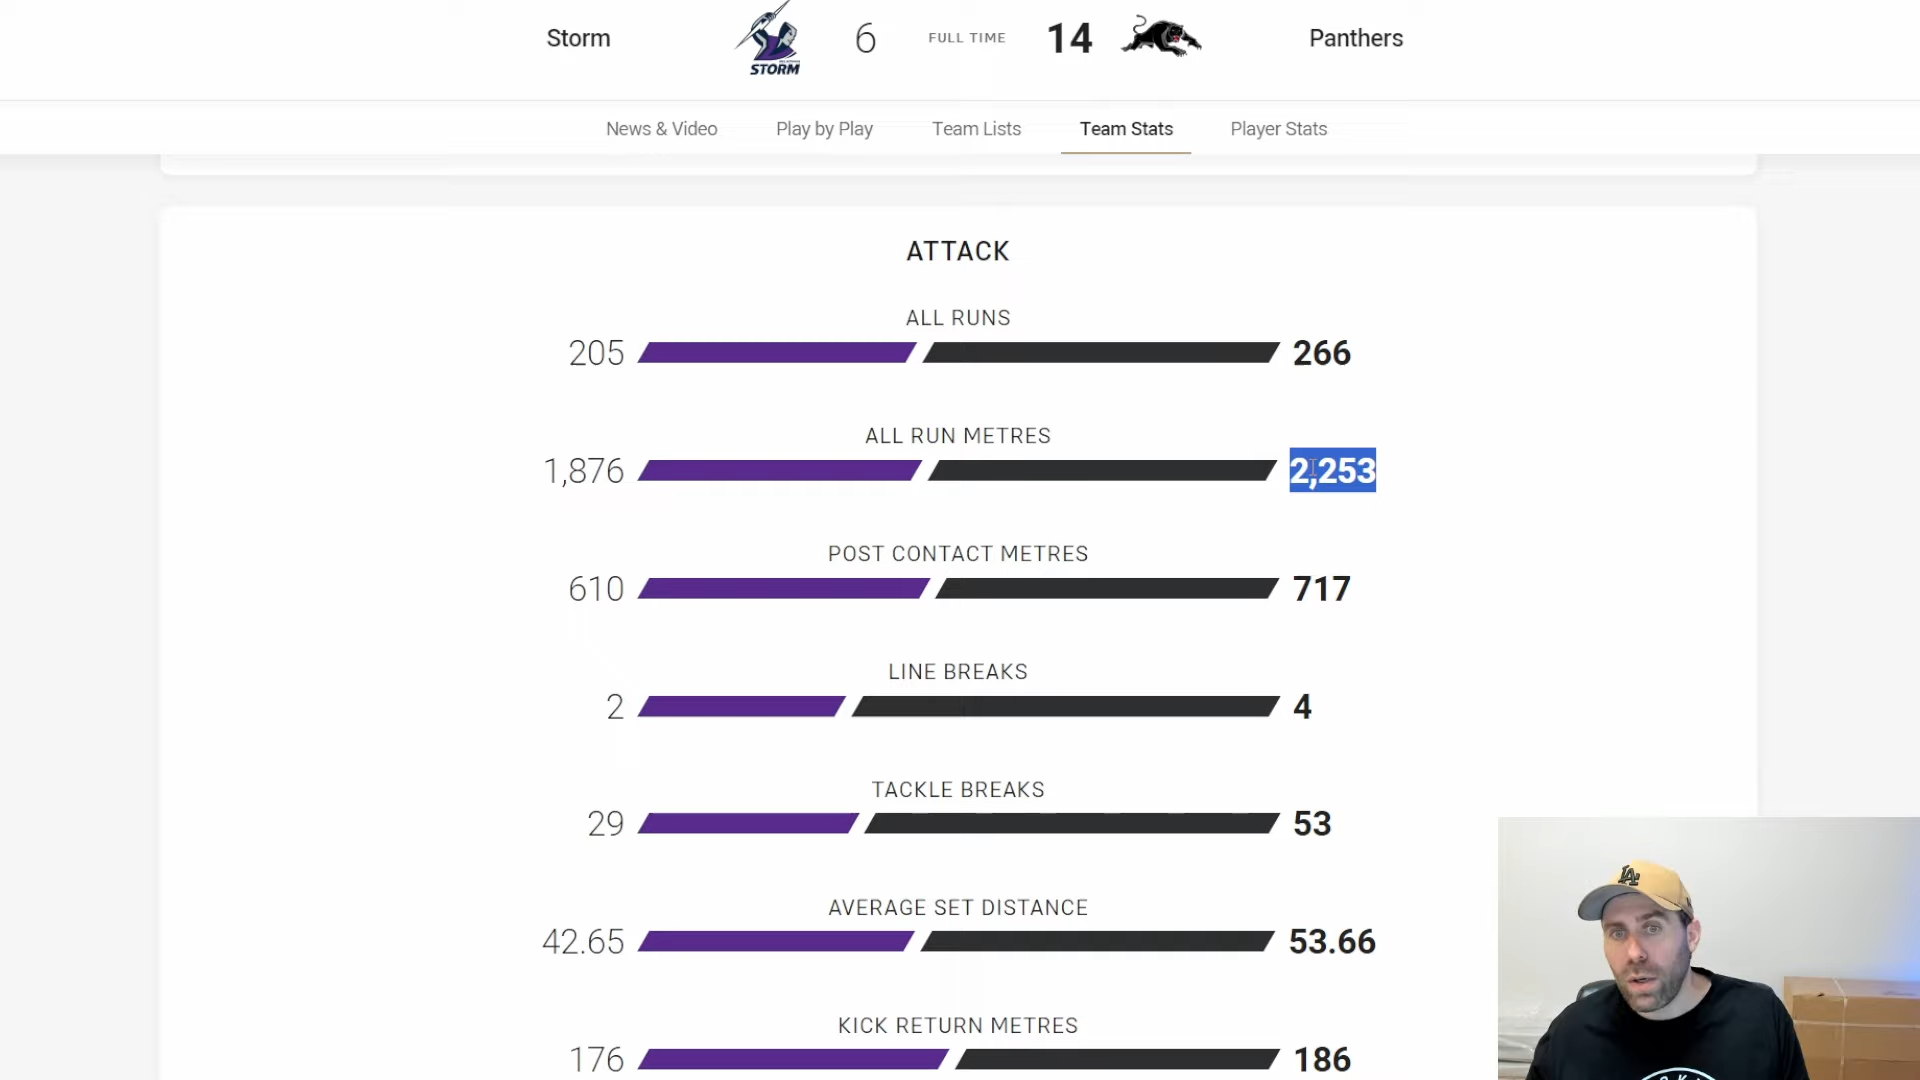 Storm STORM 6 FULL TIME 14 Panthers
News & Video Play by Play Team Lists Team Stats Player Stats
ATTACK
ALL RUNS
205 266
ALL RUN METRES
1,876 2,253
POST CONTACT METRES
610 717
LINE BREAKS
2 4
TACKLE BREAKS
29 53
AVERAGE SET DISTANCE
42.65 53.66
LA
KICK RETURN METRES
176 186